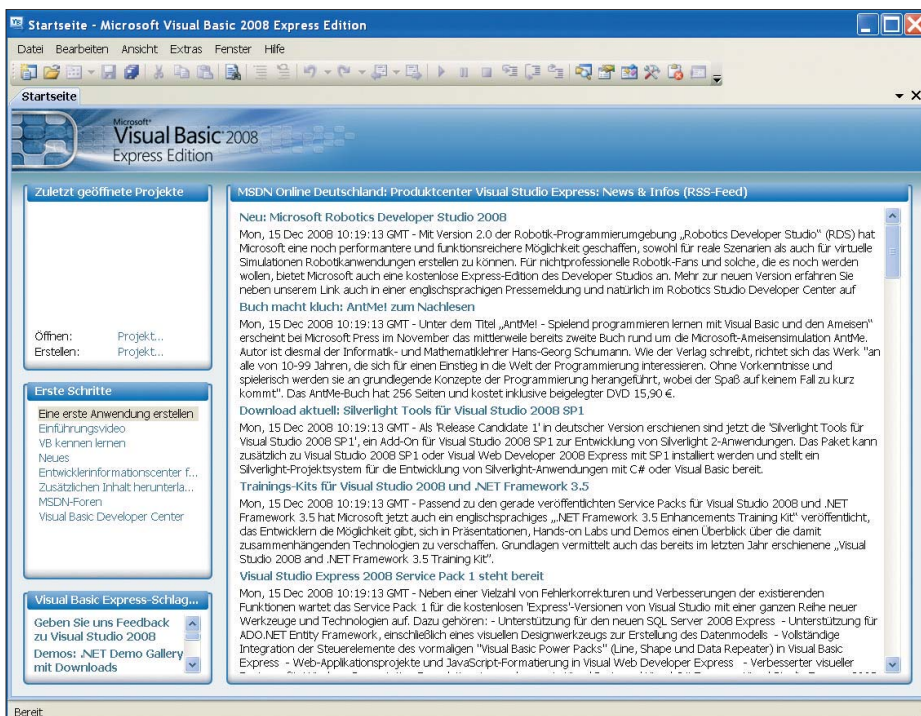 Startseite - Microsoft Visual Basic 2008 Express Edition
Datei Bearbeiten Ansicht Extras Fenster Hilfe
Startseite
Microsoft
Visual Basic 2008
Express Edition
Zuletzt geöffnete Projekte
Öffnen: Projekt...
Erstellen: Projekt...
Erste Schritte
Eine erste Anwendung erstellen
Einführungsvideo
VB kennen lernen
Neues
Entwicklerinformationscenter f...
Zusätzlichen Inhalt herunterla...
MSDN-Foren
Visual Basic Developer Center
Visual Basic Express-Schlag...
Geben Sie uns Feedback
zu Visual Studio 2008
Demos: .NET Demo Gallery
mit Downloads
MSDN Online Deutschland: Produktcenter Visual Studio Express: News & Infos (RSS-Feed)
Neu: Microsoft Robotics Developer Studio 2008
Mon, 15 Dec 2008 10:19:13 GMT - Mit Version 2.0 der Robotik-Programmierumgebung „Robotics Developer Studio“ (RDS) hat
Microsoft eine noch performantere und funktionsreichere Möglichkeit geschaffen, sowohl für reale Szenarien als auch für virtuelle
Simulationen Robotikanwendungen erstellen zu können. Für nichtprofessionelle Robotik-Fans und solche, die es noch werden
wollen, bietet Microsoft auch eine kostenlose Express-Edition des Developer Studios an. Mehr zur neuen Version erfahren Sie
neben unserem Link auch in einer englischsprachigen Pressemeldung und natürlich im Robotics Studio Developer Center auf
Buch macht kluch: AntMe! zum Nachlesen
Mon, 15 Dec 2008 10:19:13 GMT - Unter dem Titel „AntMe! - Spielend programmieren lernen mit Visual Basic und den Ameisen“
erscheint bei Microsoft Press im November das mittlerweile bereits zweite Buch rund um die Microsoft-Ameisensimulation AntMe.
Autor ist diesmal der Informatik- und Mathematiklehrer Hans-Georg Schumann. Wie der Verlag schreibt, richtet sich das Werk "an
alle von 10-99 Jahren, die sich für einen Einstieg in die Welt der Programmierung interessieren. Ohne Vorkenntnisse und
spielerisch werden sie an grundlegende Konzepte der Programmierung herangeführt, wobei der Spaß auf keinem Fall zu kurz
kommt". Das AntMe-Buch hat 256 Seiten und kostet inklusive beigelegter DVD 15,90 €.
Download aktuell: Silverlight Tools für Visual Studio 2008 SP1
Mon, 15 Dec 2008 10:19:13 GMT - Als 'Release Candidate 1' in deutscher Version erschienen sind jetzt die 'Silverlight Tools für
Visual Studio 2008 SP1', ein Add-On für Visual Studio 2008 SP1 zur Entwicklung von Silverlight 2-Anwendungen. Das Paket kann
zusätzlich zu Visual Studio 2008 SP1 oder Visual Web Developer 2008 Express mit SP1 installiert werden und stellt ein
Silverlight-Projektsystem für die Entwicklung von Silverlight-Anwendungen mit C# oder Visual Basic bereit.
Trainings-Kits für Visual Studio 2008 und .NET Framework 3.5
Mon, 15 Dec 2008 10:19:13 GMT - Passend zu den gerade veröffentlichten Service Packs für Visual Studio 2008 und .NET
Framework 3.5 hat Microsoft jetzt auch ein englischsprachiges „.NET Framework 3.5 Enhancements Training Kit“ veröffentlicht,
das Entwicklern die Möglichkeit gibt, sich in Präsentationen, Hands-on Labs und Demos einen Überblick über die damit
zusammenhängenden Technologien zu verschaffen. Grundlagen vermittelt auch das bereits im letzten Jahr erschienene „Visual
Studio 2008 and .NET Framework 3.5 Training Kit“.
Visual Studio Express 2008 Service Pack 1 steht bereit
Mon, 15 Dec 2008 10:19:13 GMT - Neben einer Vielzahl von Fehlerkorrekturen und Verbesserungen der existierenden
Funktionen wartet das Service Pack 1 für die kostenlosen 'Express'-Versionen von Visual Studio mit einer ganzen Reihe neuer
Werkzeuge und Technologien auf. Dazu gehören: - Unterstützung für den neuen SQL Server 2008 Express - Unterstützung für
ADO.NET Entity Framework, einschließlich eines visuellen Designwerkzeugs zur Erstellung des Datenmodells - Vollständige
Integration der Steuerelemente des vormaligen "Visual Basic Power Packs" (Line, Shape und Data Repeater) in Visual Basic
Express - Web-Applikationsprojekte und JavaScript-Formatierung in Visual Web Developer Express - Verbesserter visueller
Bereit